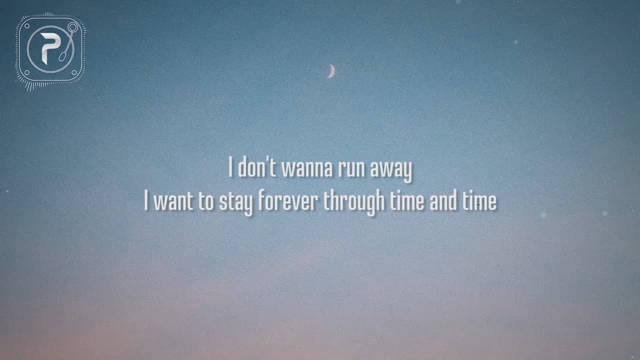 P
I don't wanna run away
I want to stay forever through time and time